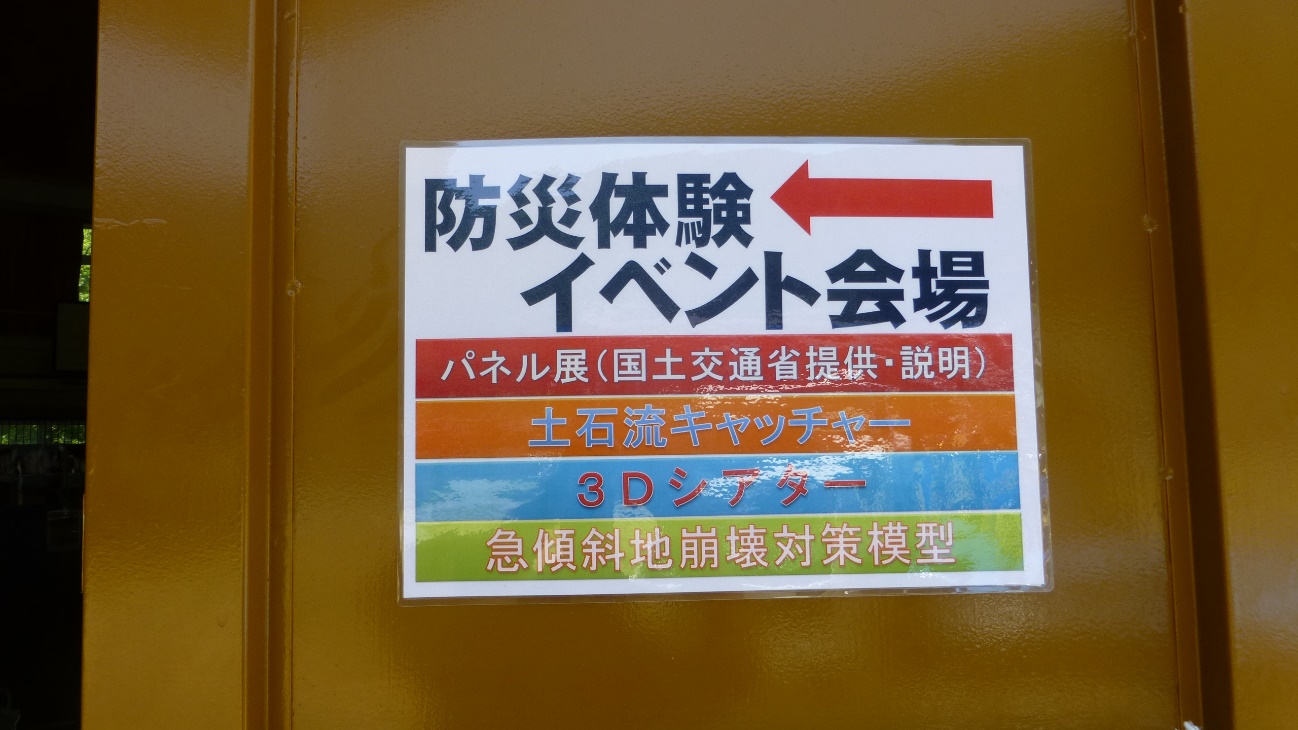 防災体験
イベント会場
パネル展（国土交通省提供・説明）
土石流キャッチャー
３Ｄシアター
急傾斜地崩壊対策模型